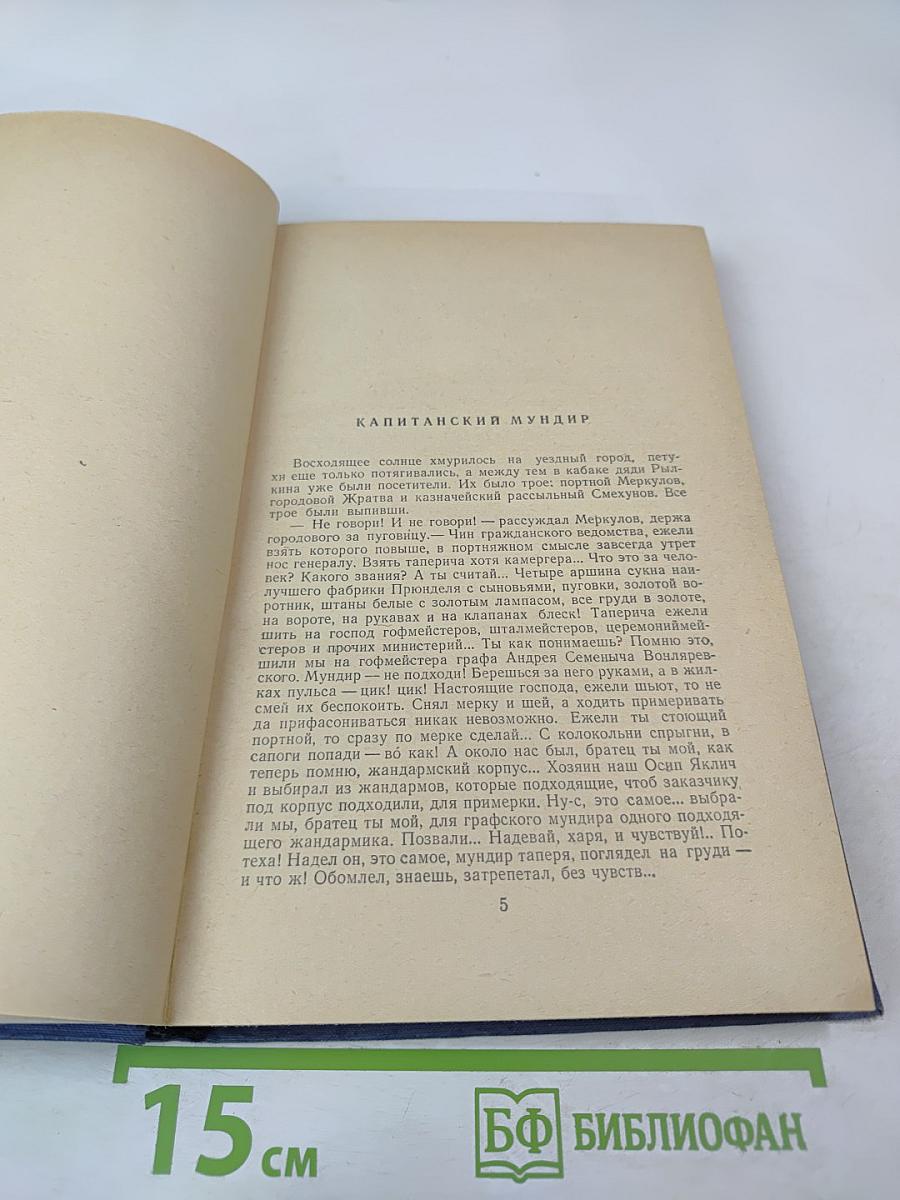 КАПИТАНСКИЙ МУНДИР
Восходящее солнце хмурилось на уездный город, пету-
хи еще только потягивались, а между тем в кабаке дяди Рыл-
кина уже были посетители. Их было трое: портной Меркулов,
городовой Жратва и казначейский рассыльный Смехунов. Все
трое были выпивши.
— Не говори! И не говори! — рассуждал Меркулов, держа
городового за пуговицу.— Чин гражданского ведомства, ежели
взять которого повыше, в портняжном смысле завсегда утрет
нос генералу. Взять таперича хотя камергера... Что это за чело-
век? Какого звания? А ты считай... Четыре аршина сукна наи-
лучшего фабрики Прюнделя с сыновьями, пуговки, золотой во-
ротник, штаны белые с золотым лампасом, все груди в золоте,
на вороте, на рукавах и на клапанах блеск! Таперича ежели
шить на господ гофмейстеров, шталмейстеров, церемониймей-
стеров и прочих министерий... Ты как понимаешь? Помню это,
шили мы на гофмейстера графа Андрея Семеныча Вонляряв-
ского. Мундир — не подходи! Берешься за него руками, а в жил-
ках пульса — цик! цик! Настоящие господа, ежели шьют, то не
смей их беспокоить. Снял мерку и шей, а ходить примеривать
да прифасониваться никак невозможно. Ежели ты стоющий
портной, то сразу по мерке сделай... С колокольни спрыгни, в
сапоги попади — во́ как! А около нас был, братец ты мой, как
теперь помню, жандармский корпус... Хозяин наш Осип Яклич
и выбирал из жандармов, которые подходящие, чтоб заказчику
под корпус подходили, для примерки. Ну-с, это самое... выбра-
ли мы, братец ты мой, для графского мундира одного подходя-
щего жандармика. Позвали... Надевай, харя, и чувствуй!.. По-
теха! Надел он, это самое, мундир таперя, поглядел на груди —
и что ж! Обомлел, знаешь, затрепетал, без чувств...
5
15 см
БФ БИБЛИОФАН